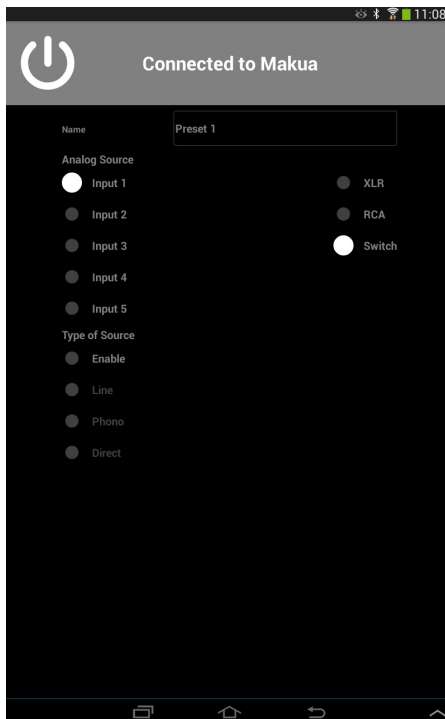 11:08
Connected to Makua
Name Preset 1
Analog Source
Input 1 XLR
Input 2 RCA
Input 3 Switch
Input 4
Input 5
Type of Source
Enable
Line
Phono
Direct